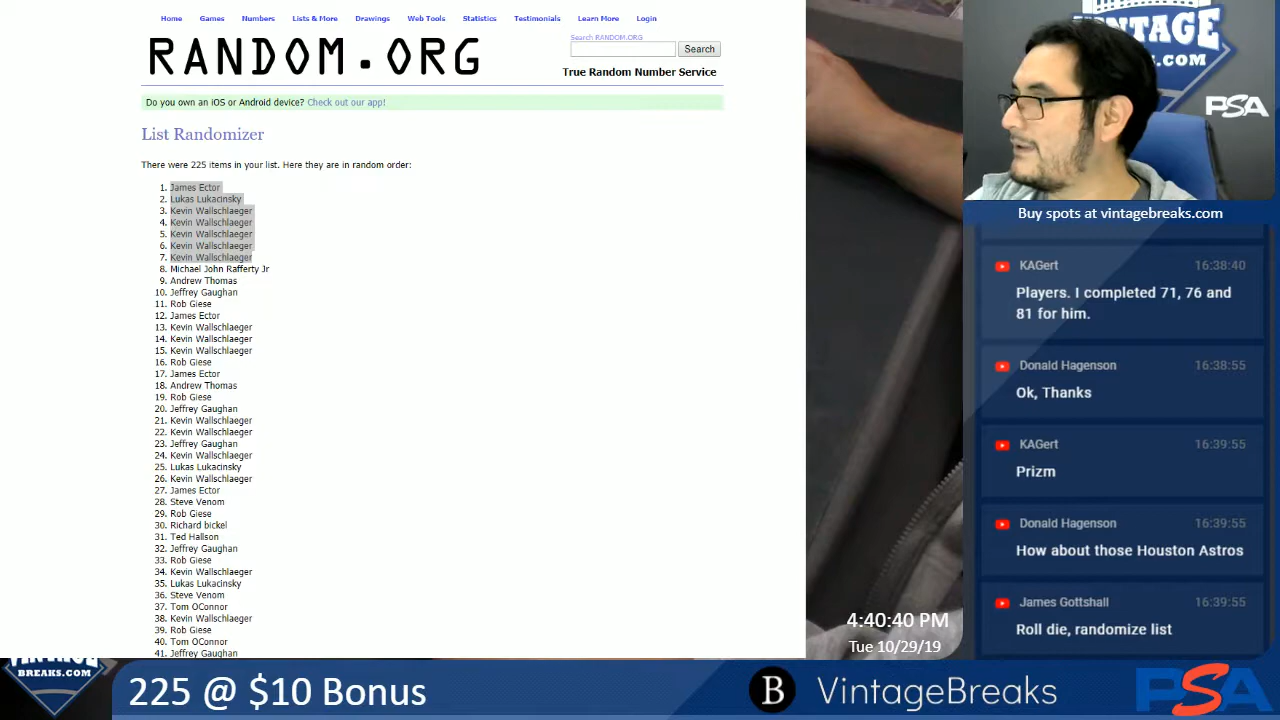 Home Games Numbers Lists & More Drawings Web Tools Statistics Testimonials Learn More Login
RANDOM.ORG
Search RANDOM.ORG
Search
True Random Number Service
Do you own an iOS or Android device? Check out our app!
List Randomizer
There were 225 items in your list. Here they are in random order:
1. James Ector
2. Lukas Lukacinsky
3. Kevin Wallschlaeger
4. Kevin Wallschlaeger
5. Kevin Wallschlaeger
6. Kevin Wallschlaeger
7. Kevin Wallschlaeger
8. Michael John Rafferty Jr
9. Andrew Thomas
10. Jeffrey Gaughan
11. Rob Giese
12. James Ector
13. Kevin Wallschlaeger
14. Kevin Wallschlaeger
15. Kevin Wallschlaeger
16. Rob Giese
17. James Ector
18. Andrew Thomas
19. Rob Giese
20. Jeffrey Gaughan
21. Kevin Wallschlaeger
22. Kevin Wallschlaeger
23. Jeffrey Gaughan
24. Kevin Wallschlaeger
25. Lukas Lukacinsky
26. Kevin Wallschlaeger
27. James Ector
28. Steve Venom
29. Rob Giese
30. Richard bickel
31. Ted Hallson
32. Jeffrey Gaughan
33. Rob Giese
34. Kevin Wallschlaeger
35. Lukas Lukacinsky
36. Steve Venom
37. Tom OConnor
38. Kevin Wallschlaeger
39. Rob Giese
40. Tom OConnor
41. Jeffrey Gaughan
VINTAGE
.COM
PSA
Buy spots at vintagebreaks.com
KAGert 16:38:40
Players. I completed 71, 76 and
81 for him.
Donald Hagenson 16:38:55
Ok, Thanks
KAGert 16:39:55
Prizm
Donald Hagenson 16:39:55
How about those Houston Astros
James Gottshall 16:39:55
Roll die, randomize list
4:40:40 PM
Tue 10/29/19
VINTAGE
BREAKS.COM
225 @ $10 Bonus
B VintageBreaks
PSA